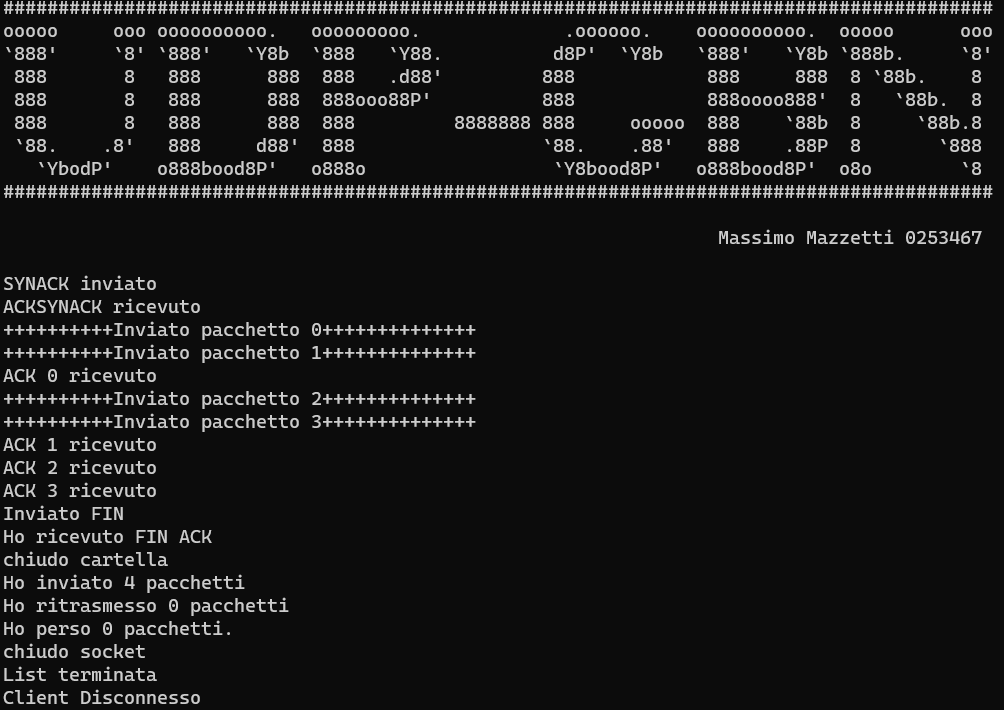 ##########################################################################################
ooooo     ooo oooooooooo.   ooooooooo.             .oooooo.    oooooooooo.  ooooo      ooo
`888'     `8' `888'   `Y8b  `888   `Y88.          d8P'  `Y8b   `888'   `Y8b `888b.     `8'
 888       8   888      888  888   .d88'         888            888     888  8 `88b.    8
 888       8   888      888  888ooo88P'          888            888oooo888'  8   `88b.  8
 888       8   888      888  888         8888888 888     ooooo  888    `88b  8     `88b.8
 `88.    .8'   888     d88'  888                 `88.    .88'   888    .88P  8       `888
   `YbodP'    o888bood8P'   o888o                 `Y8bood8P'   o888bood8P'  o8o        `8
##########################################################################################
Massimo Mazzetti 0253467
SYNACK inviato
ACKSYNACK ricevuto
++++++++++Inviato pacchetto 0++++++++++++++
++++++++++Inviato pacchetto 1++++++++++++++
ACK 0 ricevuto
++++++++++Inviato pacchetto 2++++++++++++++
++++++++++Inviato pacchetto 3++++++++++++++
ACK 1 ricevuto
ACK 2 ricevuto
ACK 3 ricevuto
Inviato FIN
Ho ricevuto FIN ACK
chiudo cartella
Ho inviato 4 pacchetti
Ho ritrasmesso 0 pacchetti
Ho perso 0 pacchetti.
chiudo socket
List terminata
Client Disconnesso